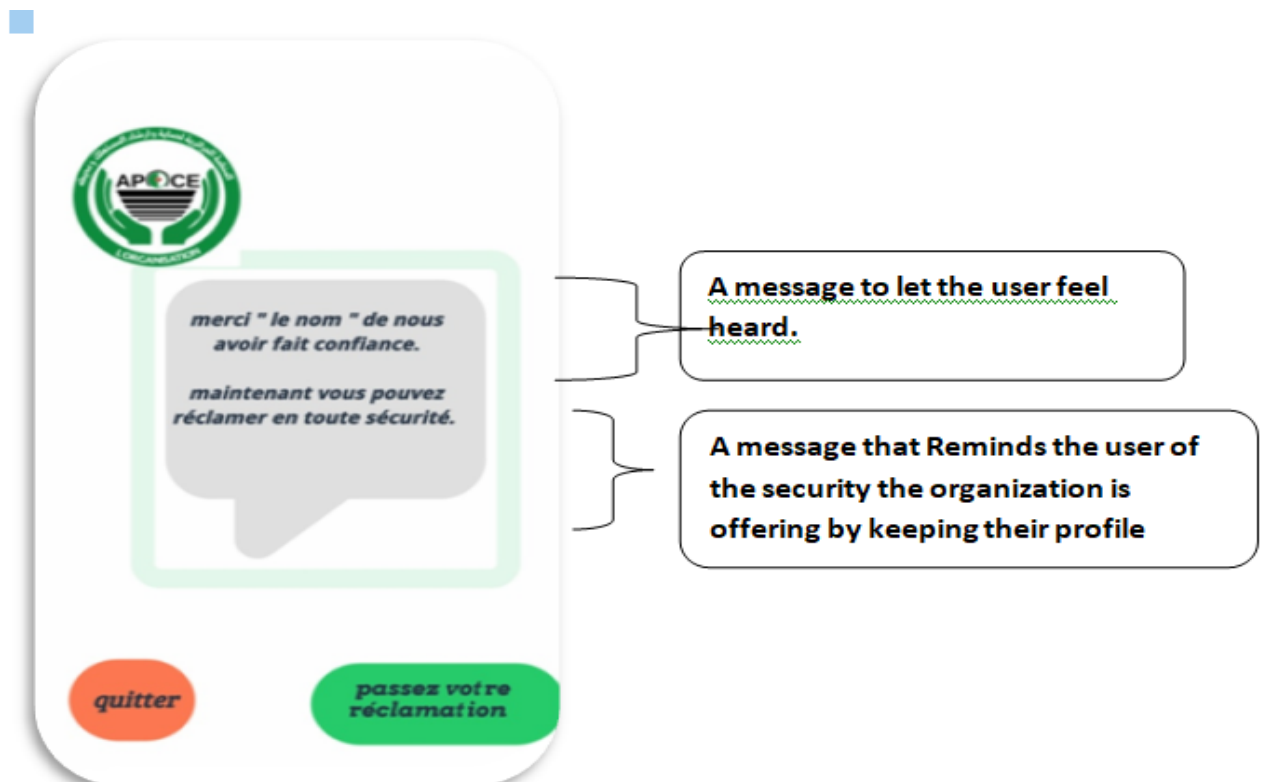 APOCE
L'ORGANISATION
merci " le nom " de nous
avoir fait confiance.
maintenant vous pouvez
réclamer en toute sécurité.
quitter
passez votre
réclamation
A message to let the user feel
heard.
A message that Reminds the user of
the security the organization is
offering by keeping their profile